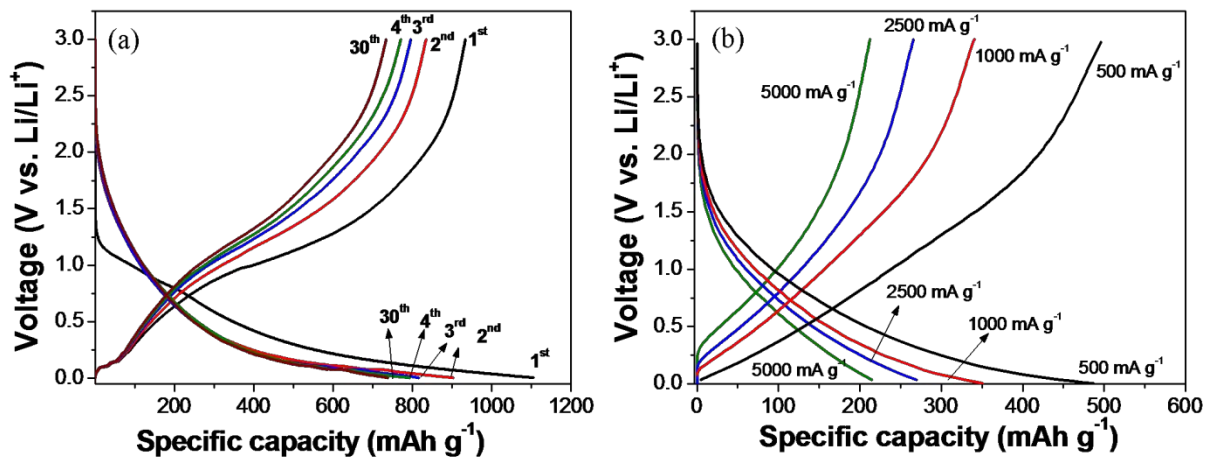 (a)
30th 4th 3rd 2nd 1st
3.0
2.5
2.0
1.5
1.0
0.5
0.0
Voltage (V vs. Li/Li+)
30th 4th 3rd 2nd 1st
200 400 600 800 1000 1200
Specific capacity (mAh g-1)
(b)
2500 mA g-1
1000 mA g-1
500 mA g-1
5000 mA g-1
3.0
2.5
2.0
1.5
1.0
0.5
0.0
Voltage (V vs. Li/Li+)
2500 mA g-1
1000 mA g-1
5000 mA g-1
500 mA g-1
0 100 200 300 400 500 600
Specific capacity (mAh g-1)